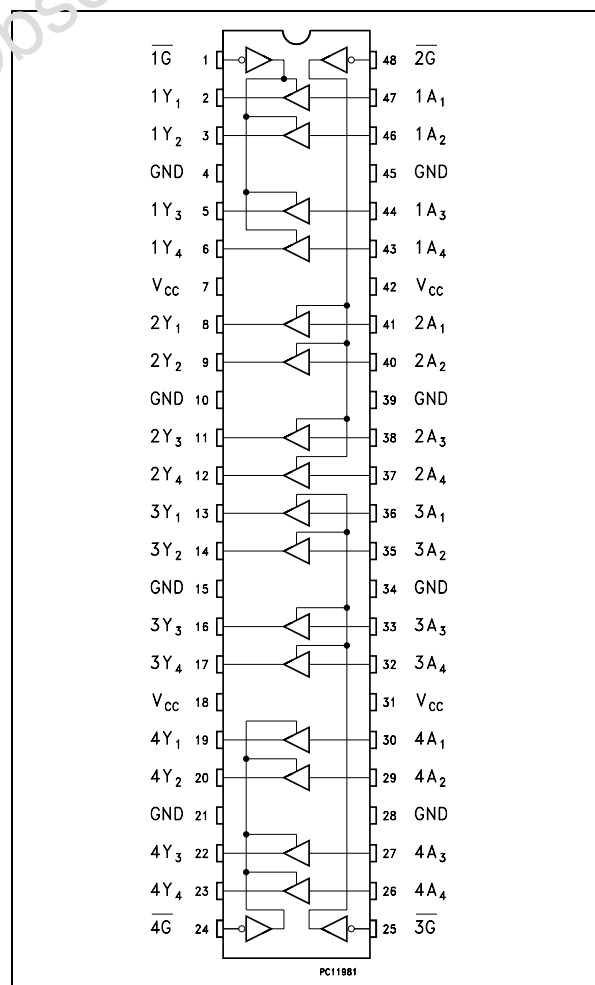 obs
1G 1 48 2G
1Y1 2 47 1A1
1Y2 3 46 1A2
GND 4 45 GND
1Y3 5 44 1A3
1Y4 6 43 1A4
VCC 7 42 VCC
2Y1 8 41 2A1
2Y2 9 40 2A2
GND 10 39 GND
2Y3 11 38 2A3
2Y4 12 37 2A4
3Y1 13 36 3A1
3Y2 14 35 3A2
GND 15 34 GND
3Y3 16 33 3A3
3Y4 17 32 3A4
VCC 18 31 VCC
4Y1 19 30 4A1
4Y2 20 29 4A2
GND 21 28 GND
4Y3 22 27 4A3
4Y4 23 26 4A4
4G 24 25 3G
PC11981